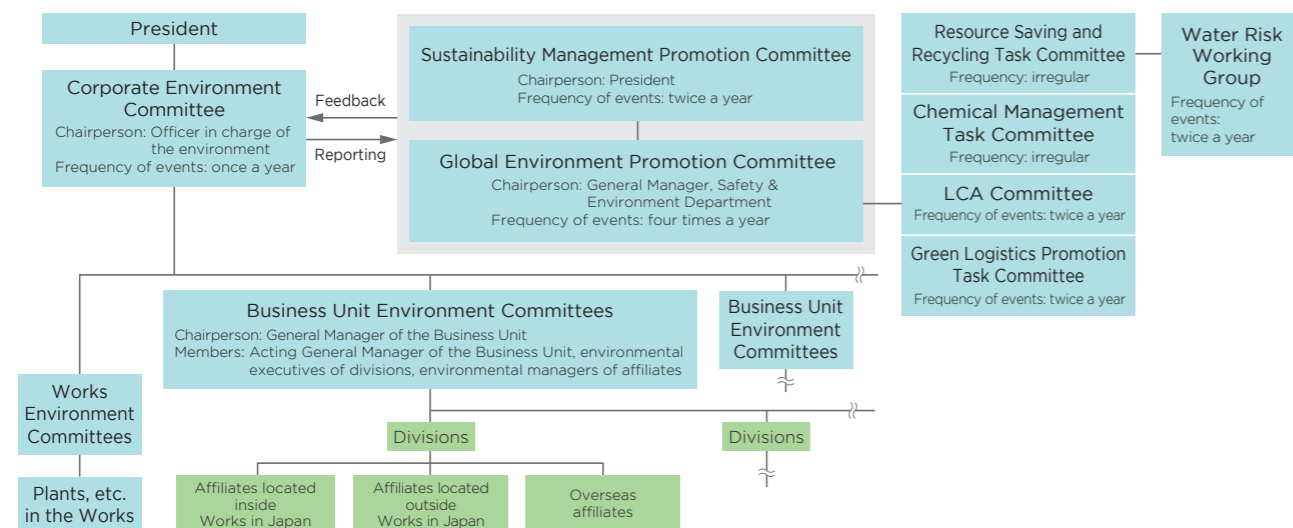 President
Corporate Environment
Committee
Chairperson: Officer in charge of
the environment
Frequency of events: once a year
Feedback
Reporting
Sustainability Management Promotion Committee
Chairperson: President
Frequency of events: twice a year
Global Environment Promotion Committee
Chairperson: General Manager, Safety &
Environment Department
Frequency of events: four times a year
Resource Saving and
Recycling Task Committee
Frequency: irregular
Chemical Management
Task Committee
Frequency: irregular
LCA Committee
Frequency of events: twice a year
Green Logistics Promotion
Task Committee
Frequency of events: twice a year
Water Risk
Working
Group
Frequency of
events:
twice a year
Business Unit Environment Committees
Chairperson: General Manager of the Business Unit
Members: Acting General Manager of the Business Unit, environmental
executives of divisions, environmental managers of affiliates
Business Unit
Environment
Committees
Works
Environment
Committees
Plants, etc.
in the Works
Divisions
Divisions
Affiliates located
inside
Works in Japan
Affiliates located
outside
Works in Japan
Overseas
affiliates